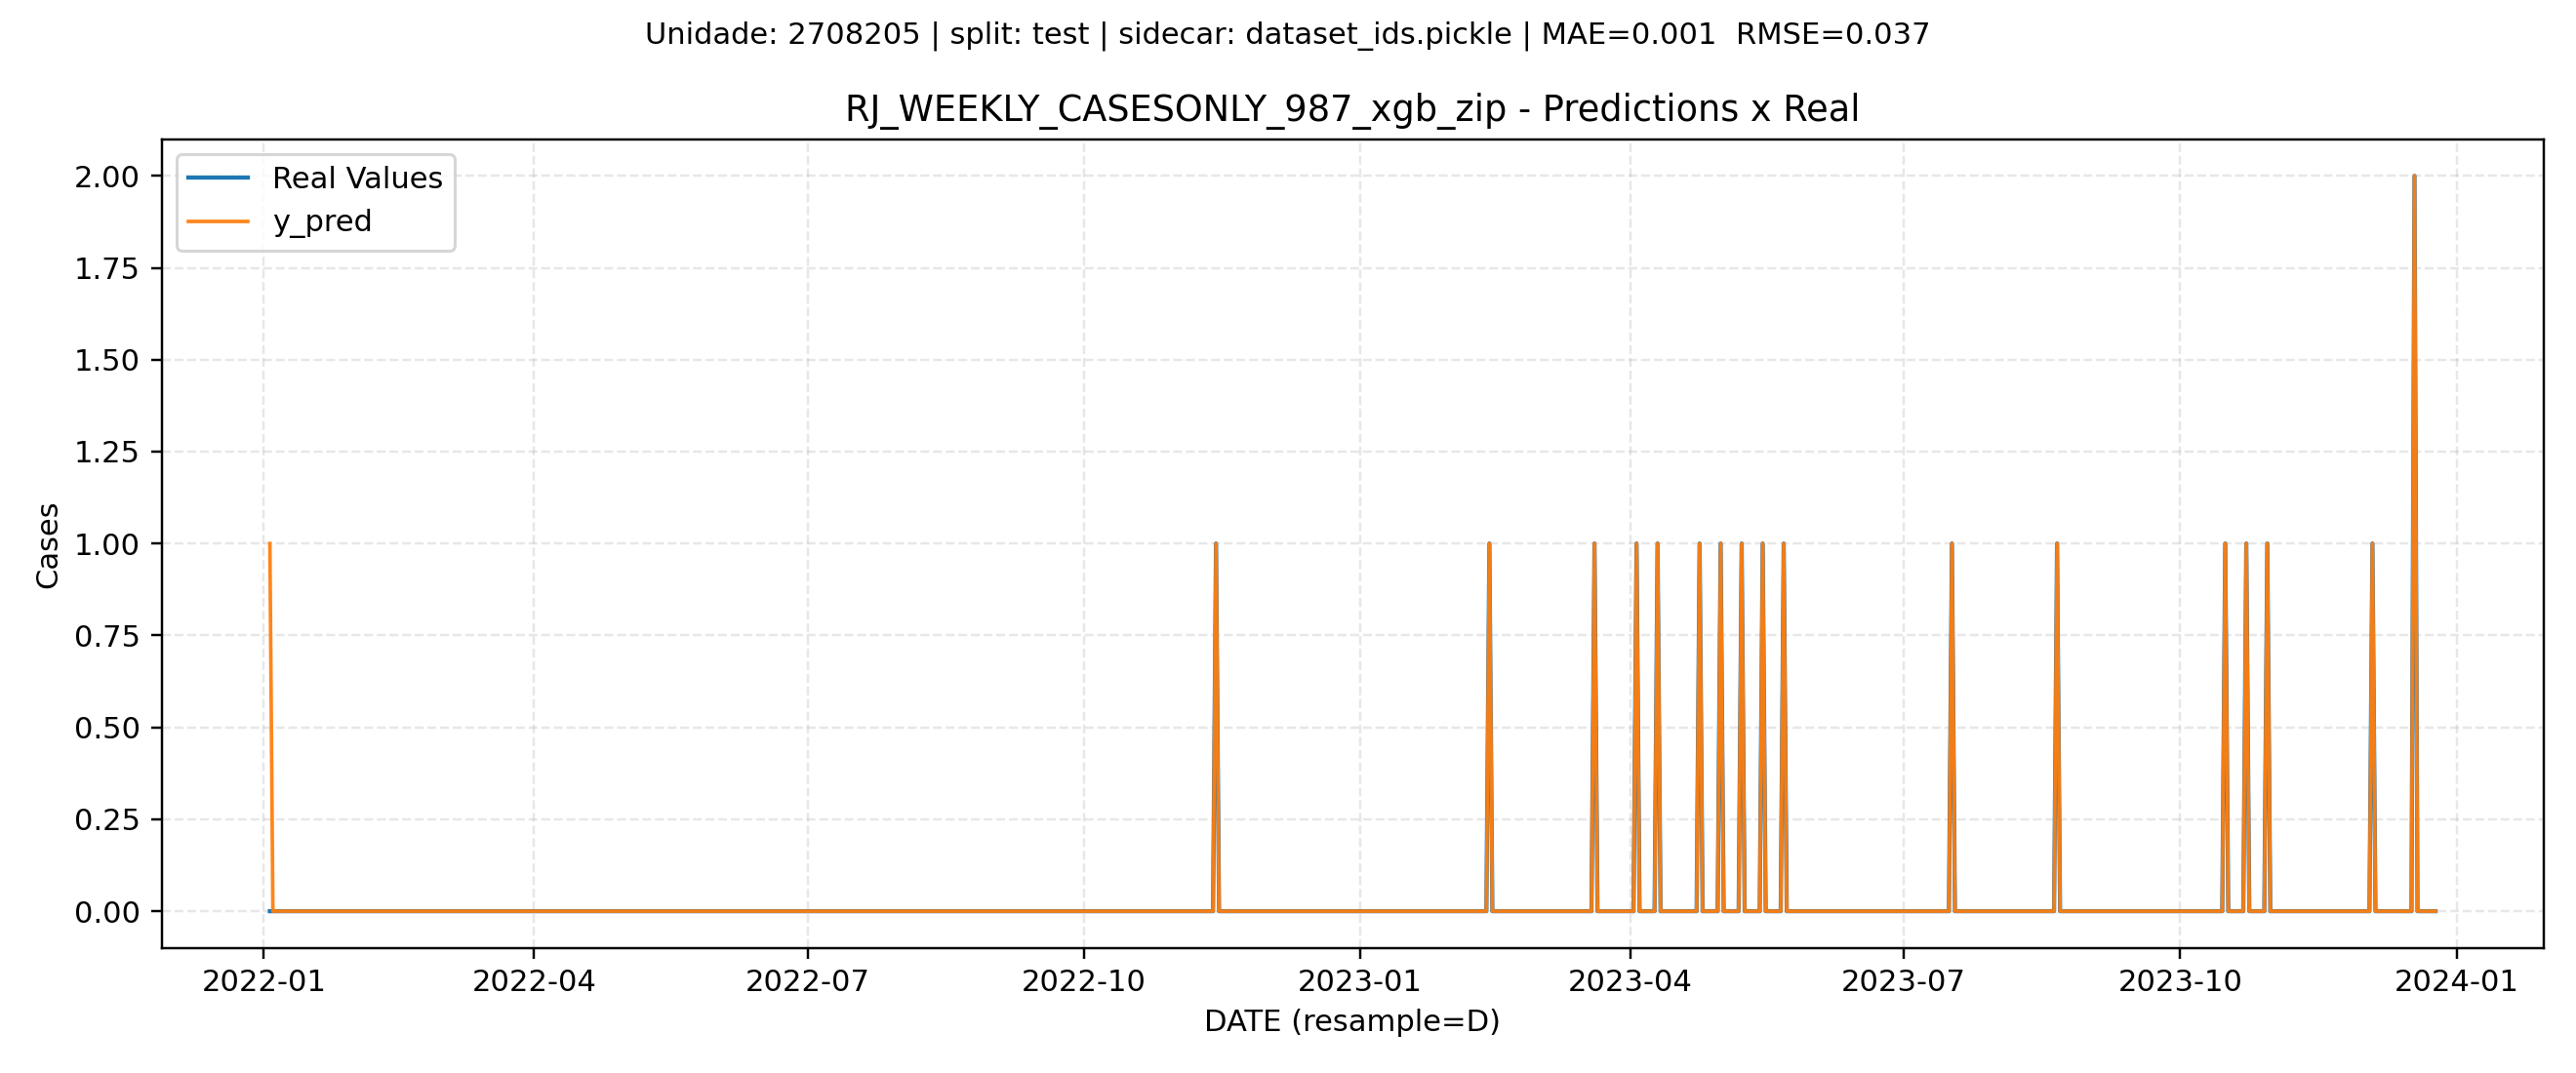 Unidade: 2708205 | split: test | sidecar: dataset_ids.pickle | MAE=0.001  RMSE=0.037
RJ_WEEKLY_CASESONLY_987_xgb_zip - Predictions x Real
Real Values
y_pred
2.00
1.75
1.50
1.25
1.00
0.75
0.50
0.25
0.00
Cases
2022-01 2022-04 2022-07 2022-10 2023-01 2023-04 2023-07 2023-10 2024-01
DATE (resample=D)